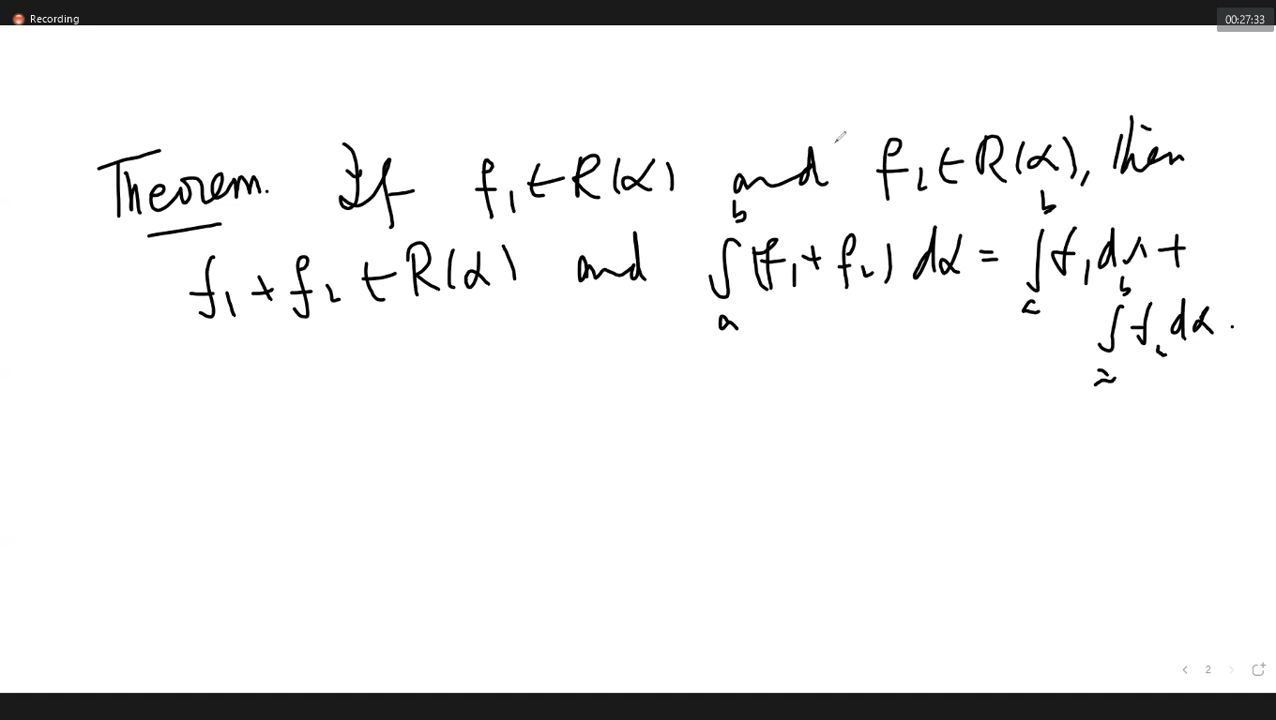 Recording
00:27:33
Theorem. If f₁ ∈ R(α) and f₂ ∈ R(α), then
f₁ + f₂ ∈ R(α) and ∫ₐᵇ (f₁ + f₂) dα = ∫ₐᵇ f₁ dα +
∫ₐᵇ f₂ dα.
2